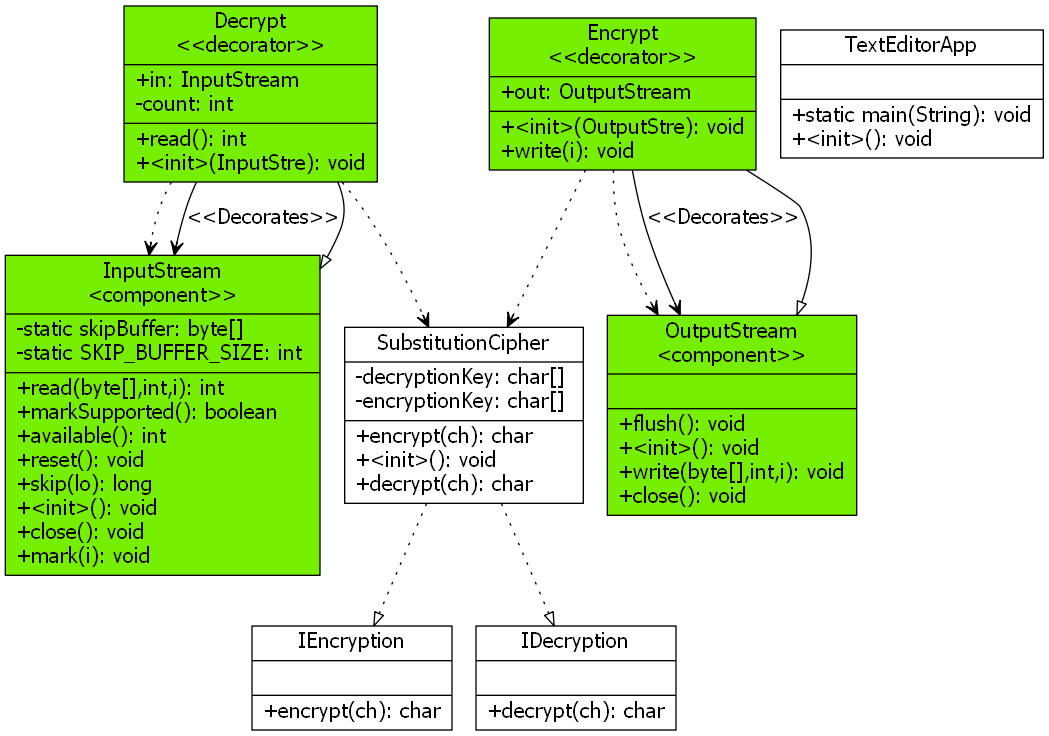 Decrypt
<<decorator>>
+in: InputStream
-count: int
+read(): int
+<init>(InputStre): void
Encrypt
<<decorator>>
+out: OutputStream
+<init>(OutputStre): void
+write(i): void
TextEditorApp
+static main(String): void
+<init>(): void
<<Decorates>>
<<Decorates>>
InputStream
<component>>
-static skipBuffer: byte[]
-static SKIP_BUFFER_SIZE: int
+read(byte[],int,i): int
+markSupported(): boolean
+available(): int
+reset(): void
+skip(lo): long
+<init>(): void
+close(): void
+mark(i): void
SubstitutionCipher
-decryptionKey: char[]
-encryptionKey: char[]
+encrypt(ch): char
+<init>(): void
+decrypt(ch): char
OutputStream
<component>>
+flush(): void
+<init>(): void
+write(byte[],int,i): void
+close(): void
IEncryption
+encrypt(ch): char
IDecryption
+decrypt(ch): char